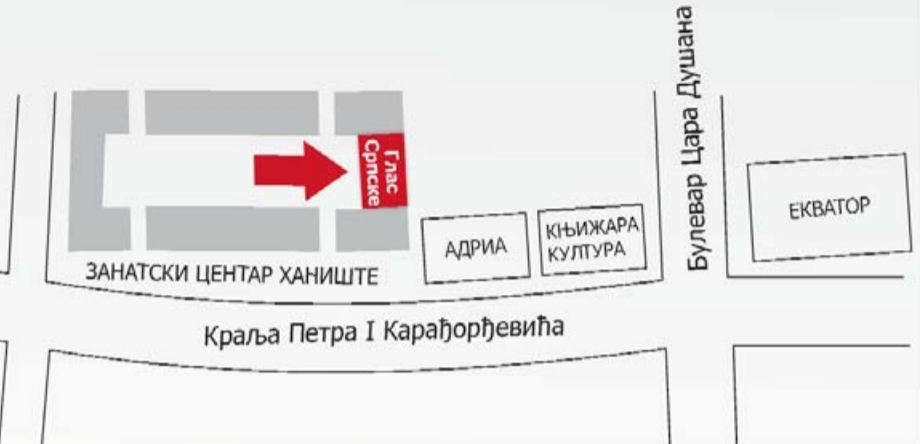 Булевар Цара Душана
Глас
Српске
ЕКВАТОР
КЊИЖАРА
КУЛТУРА
АДРИА
ЗАНАТСКИ ЦЕНТАР ХАНИШТЕ
Краља Петра I Карађорђевића